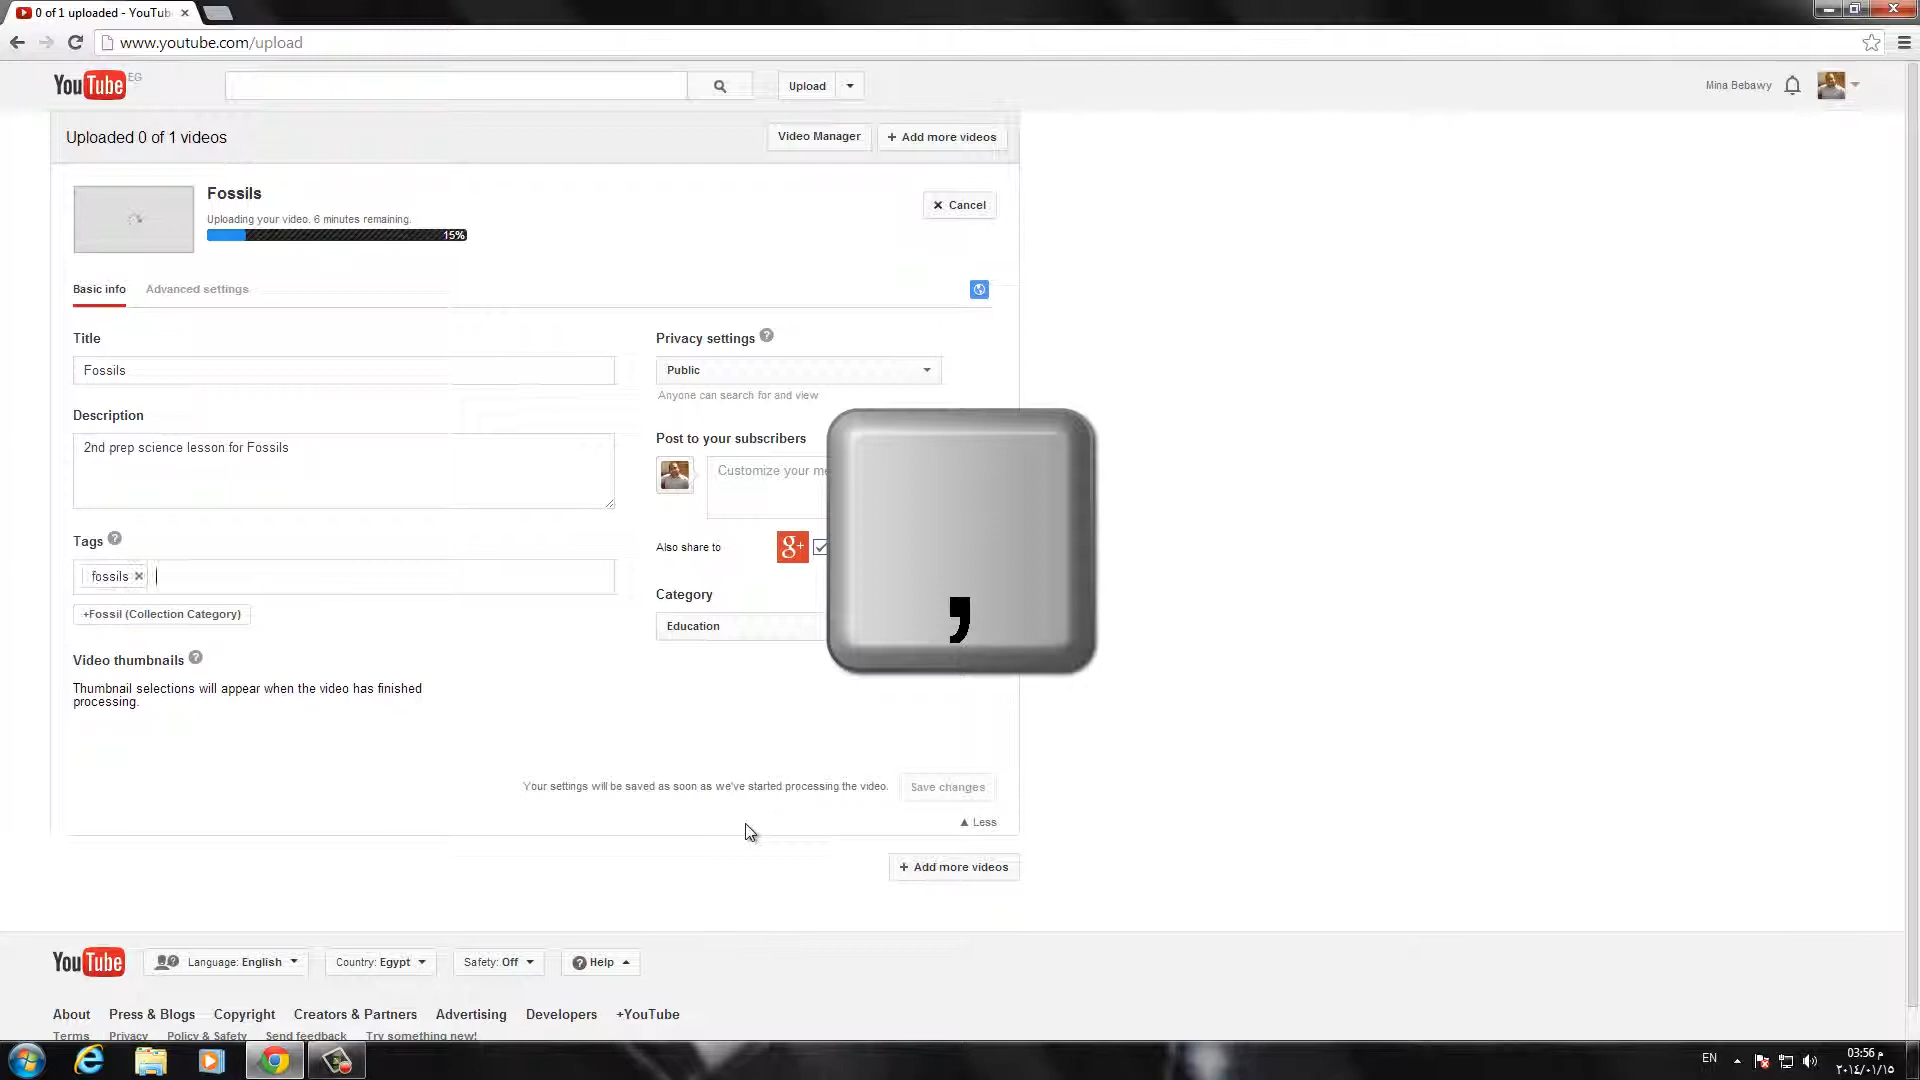 0 of 1 uploaded - YouTub
www.youtube.com/upload
YouTube EG
Upload
Mina Bebawy
Uploaded 0 of 1 videos
Video Manager
+ Add more videos
Fossils
Uploading your video. 6 minutes remaining.
15%
Cancel
Basic info
Advanced settings
Title
Fossils
Description
2nd prep science lesson for Fossils
Tags ?
fossils
+Fossil (Collection Category)
Video thumbnails ?
Thumbnail selections will appear when the video has finished
processing.
Privacy settings ?
Public
Anyone can search for and view
Post to your subscribers
Customize your me
Also share to
g+
Category
Education
,
Your settings will be saved as soon as we've started processing the video.
Save changes
Less
+ Add more videos
YouTube
Language: English
Country: Egypt
Safety: Off
Help
About
Press & Blogs
Copyright
Creators & Partners
Advertising
Developers
+YouTube
Terms
Privacy
Policy & Safety
Send feedback
Try something new!
EN
03:56 م
٢٠١٤/٠١/١٥